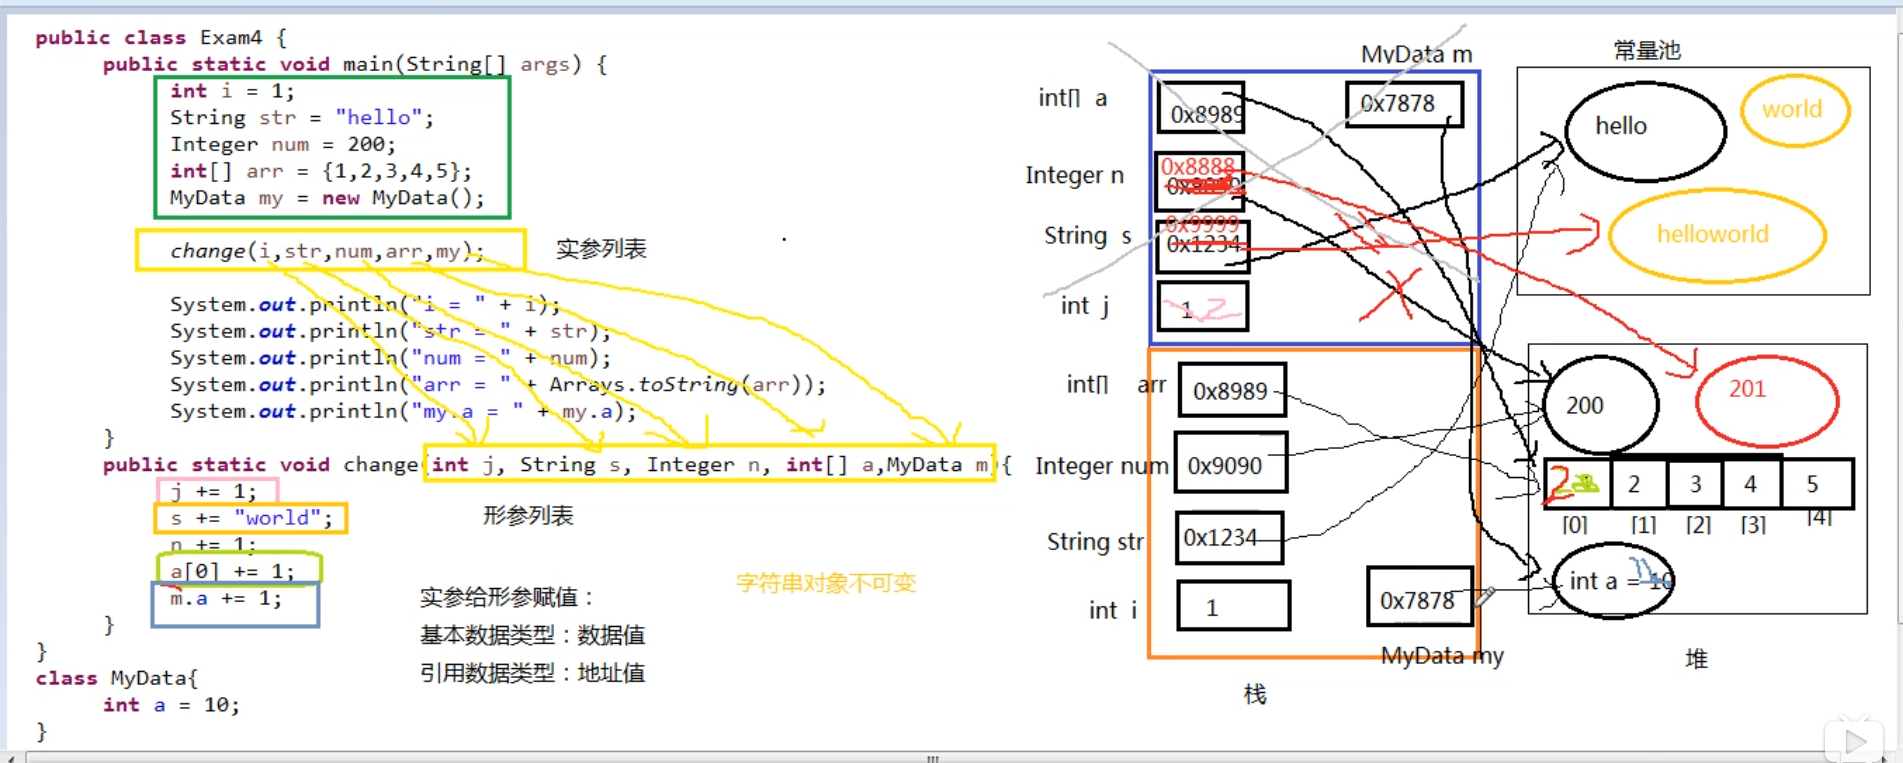 public class Exam4 {
public static void main(String[] args) {
int i = 1;
String str = "hello";
Integer num = 200;
int[] arr = {1,2,3,4,5};
MyData my = new MyData();
change(i,str,num,arr,my);
实参列表
System.out.println("i = " + i);
System.out.println("str = " + str);
System.out.println("num = " + num);
System.out.println("arr = " + Arrays.toString(arr));
System.out.println("my.a = " + my.a);
}
public static void change(int j, String s, Integer n, int[] a,MyData m){
j += 1;
s += "world";
n += 1;
a[0] += 1;
m.a += 1;
}
}
class MyData{
int a = 10;
}
形参列表
实参给形参赋值：
基本数据类型：数据值
引用数据类型：地址值
字符串对象不可变
MyData m
int[] a
0x8989
0x7878
Integer n
0x8888
String s
0x9999
0x1234
int j
1 2
int[] arr
0x8989
Integer num
0x9090
String str
0x1234
int i
1
0x7878
MyData my
栈
常量池
hello
world
helloworld
200
201
2
2
3
4
5
[0]
[1]
[2]
[3]
[4]
int a = 10
堆